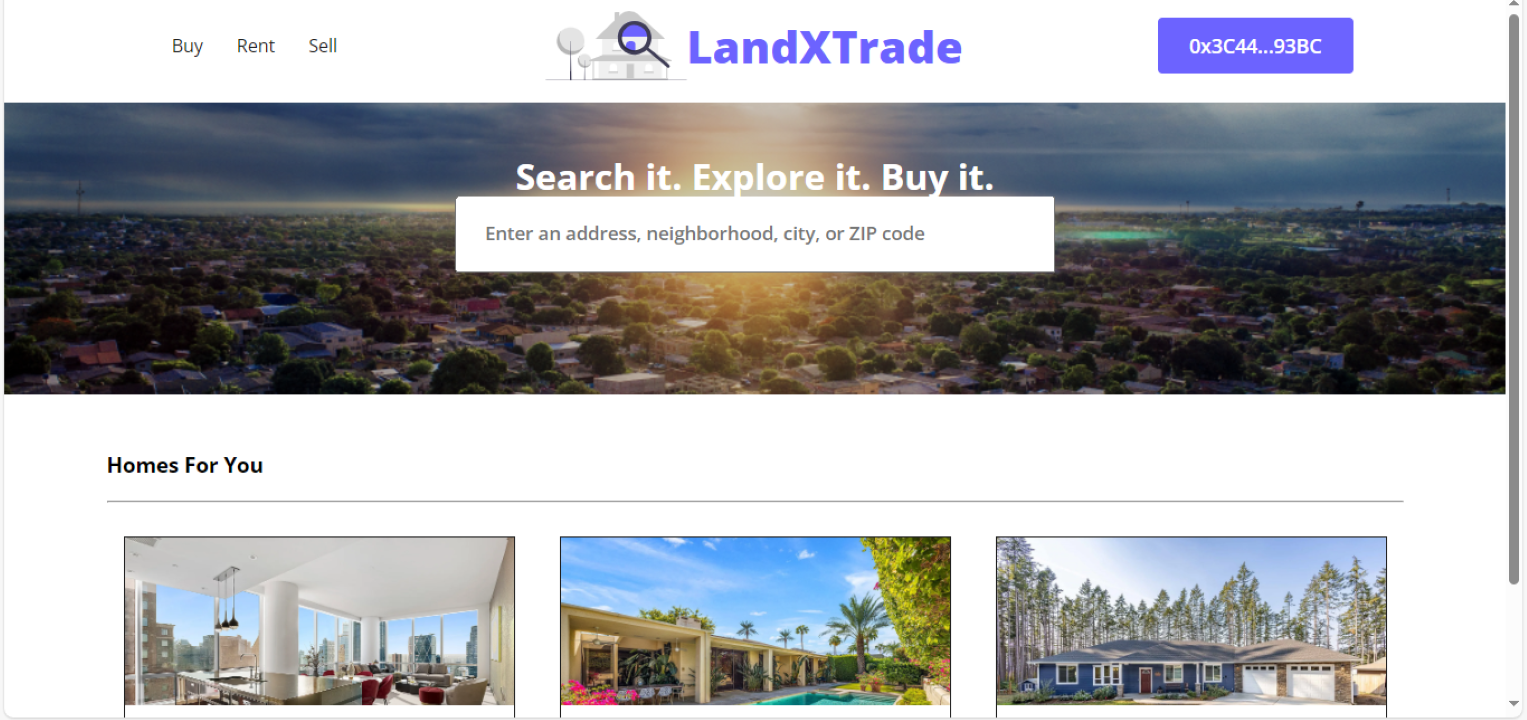 Buy Rent Sell
LandXTrade
0x3C44...93BC
Search it. Explore it. Buy it.
Enter an address, neighborhood, city, or ZIP code
Homes For You